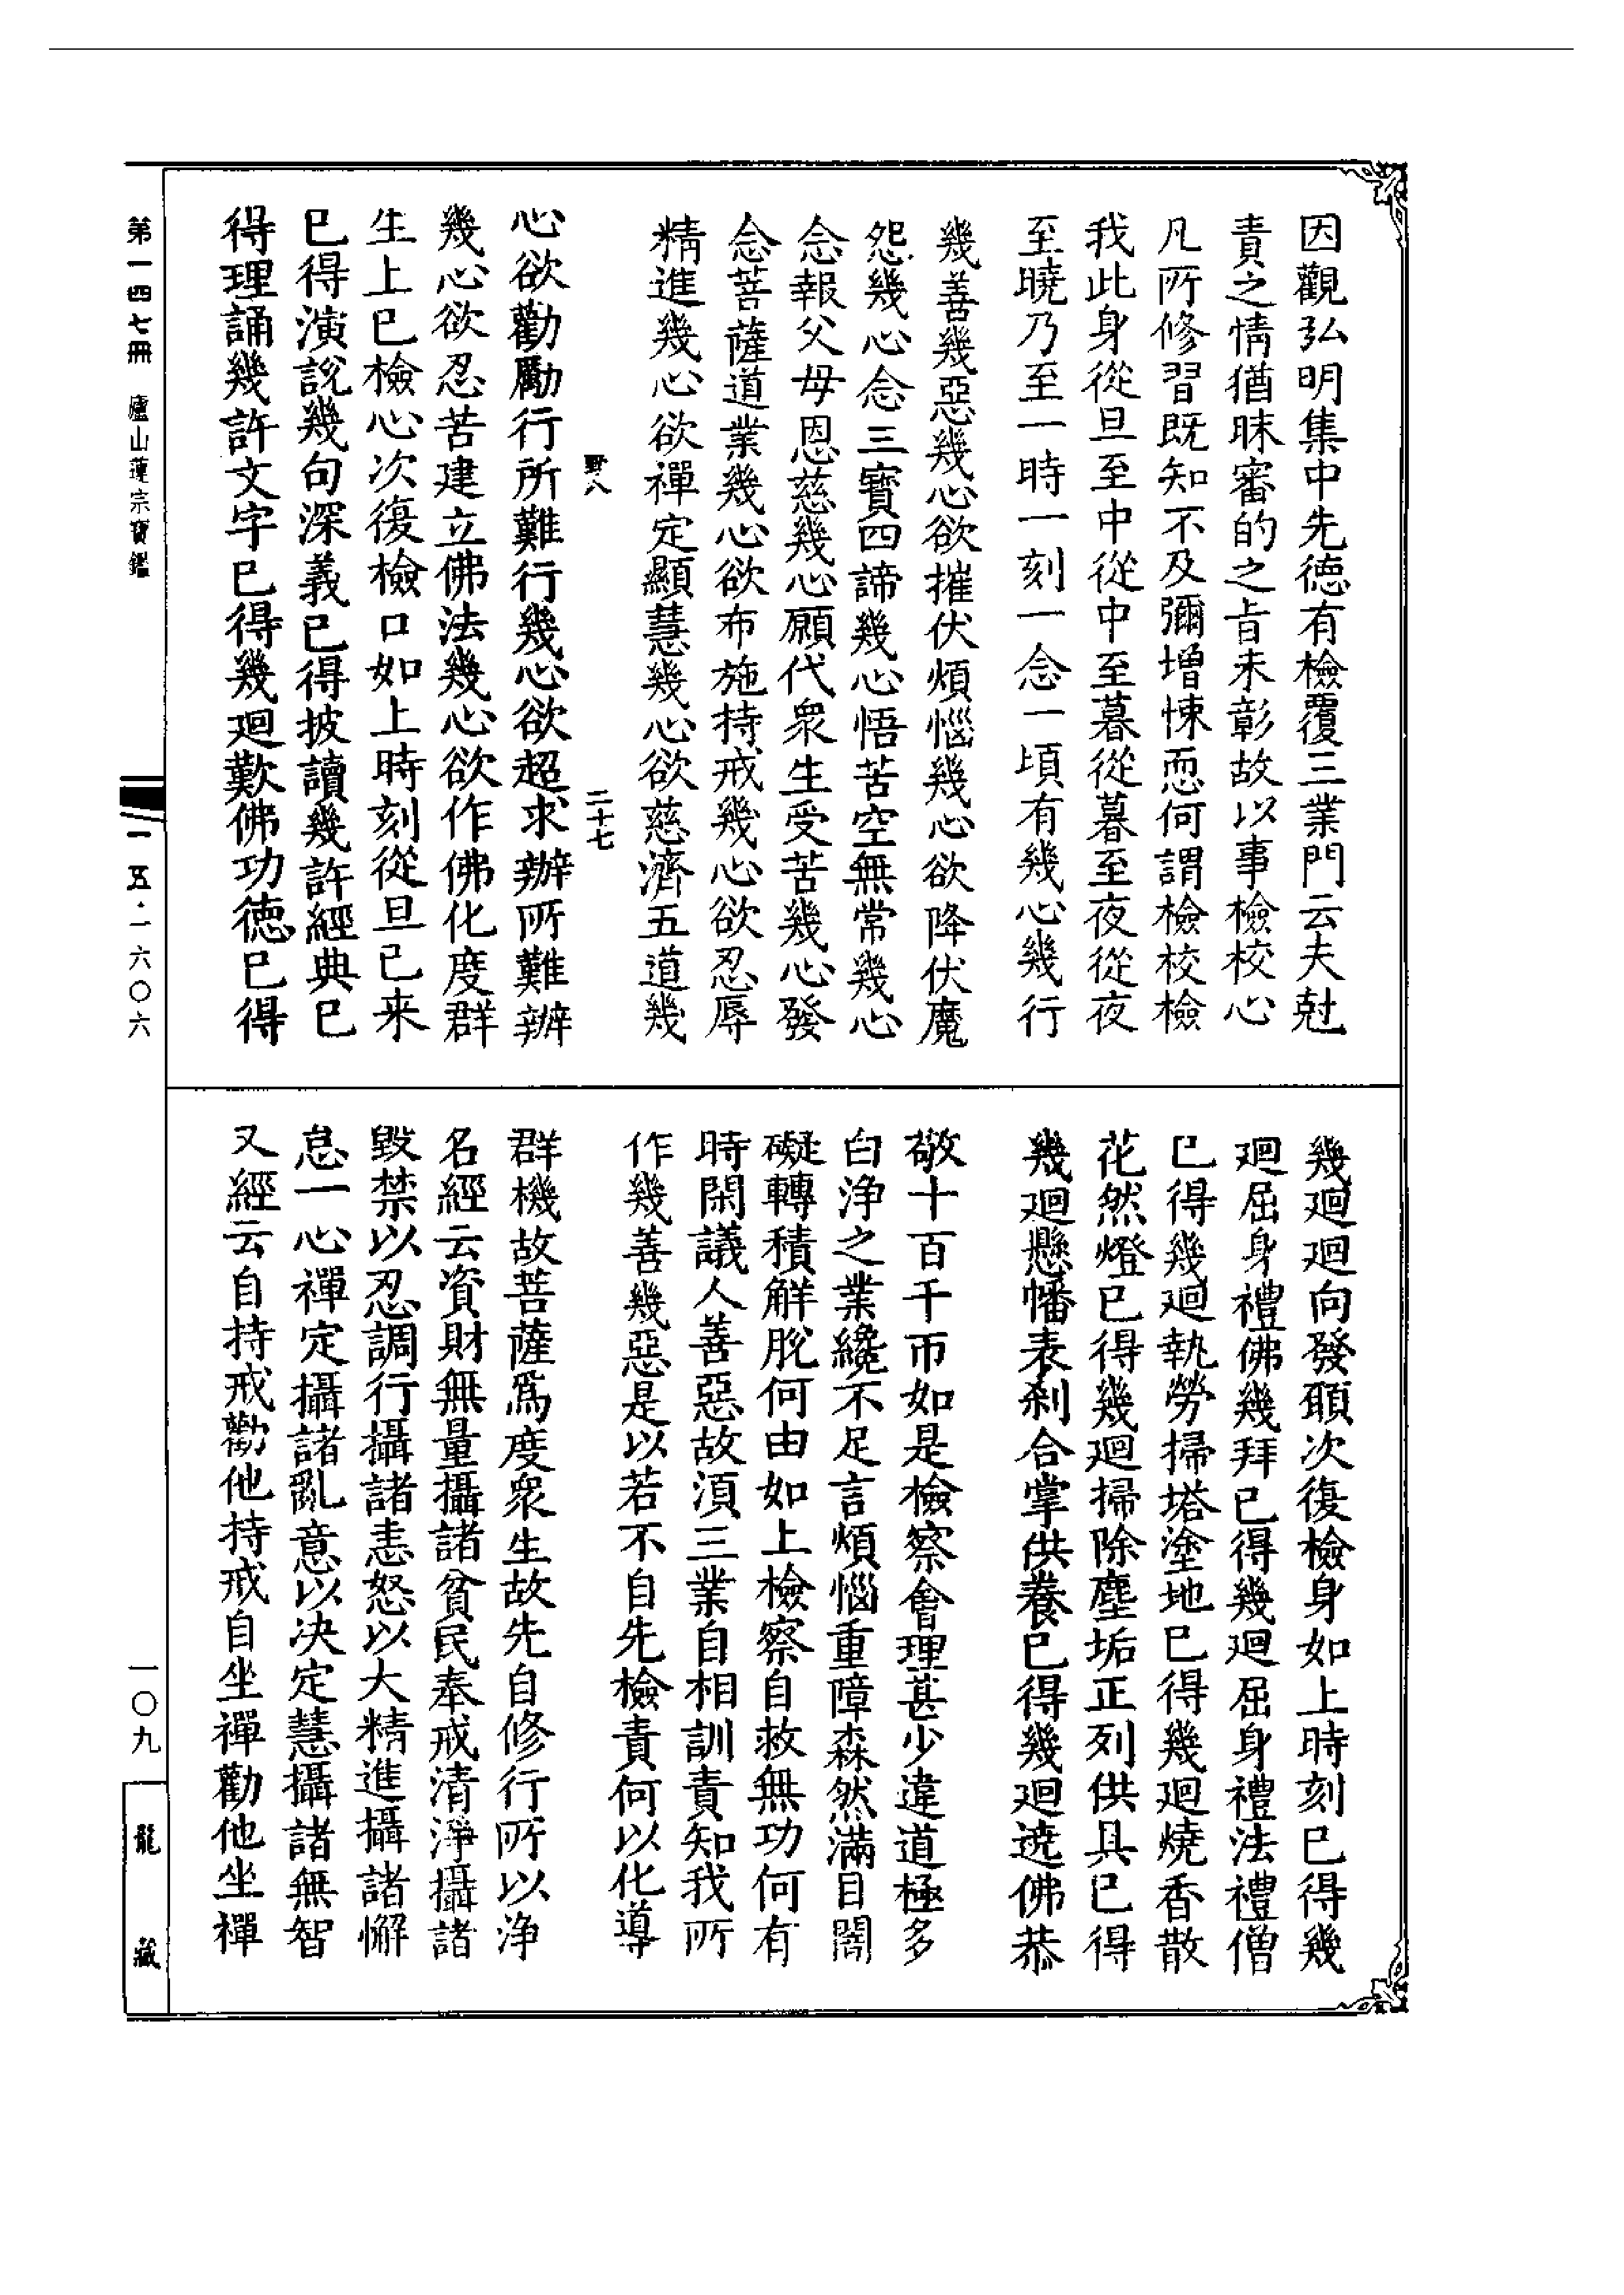 因觀弘明集中先德有檢覆三業門云夫尅
責之情猶昧審的之旨未彰故以事檢校心
凡所修習既知不及彌增悚恧何謂檢校檢
我此身從旦至中從中至暮從暮至夜從夜
至曉乃至一時一刻一念一頃有幾心幾行
幾善幾惡幾心欲摧伏煩惱幾心欲降伏魔
怨幾心念三寳四諦幾心悟苦空無常幾心
念報父母恩慈幾心願代衆生受苦幾心發
念菩薩道業幾心欲布施持戒幾心欲忍辱
精進幾心欲禪定顯慧幾心欲慈濟五道幾
野八 二十七
心欲勸勵行所難行幾心欲超求辦所難辦
幾心欲忍苦建立佛法幾心欲作佛化度群
生上已檢心次復檢口如上時刻從旦已来
已得演説幾句深義已得披讀幾許經典已
得理誦幾許文字已得幾廻歎佛功德已得
幾廻廻向發願次復檢身如上時刻已得幾
廻屈身禮佛幾拜已得幾廻屈身禮法禮僧
已得幾廻執勞掃塔塗地已得幾廻燒香散
花然燈已得幾廻掃除塵垢正列供具已得
幾廻懸幡表刹合掌供養已得幾廻遶佛恭
敬十百千帀如是檢察會理甚少違道極多
白浄之業纔不足言煩惱重障森然滿目闇
礙轉積解脫何由如上檢察自救無功何有
時閑議人善惡故須三業自相訓責知我所
作幾善幾惡是以若不自先檢責何以化導
群機故菩薩爲度衆生故先自修行所以浄
名經云資財無量攝諸貧民奉戒清淨攝諸
毀禁以忍調行攝諸恚怒以大精進攝諸懈
怠一心禪定攝諸亂意以決定慧攝諸無智
又經云自持戒勸他持戒自坐禪勸他坐禪
第一四七冊 廬山蓮宗寳鑑
一五·一六〇六
一〇九
龍藏